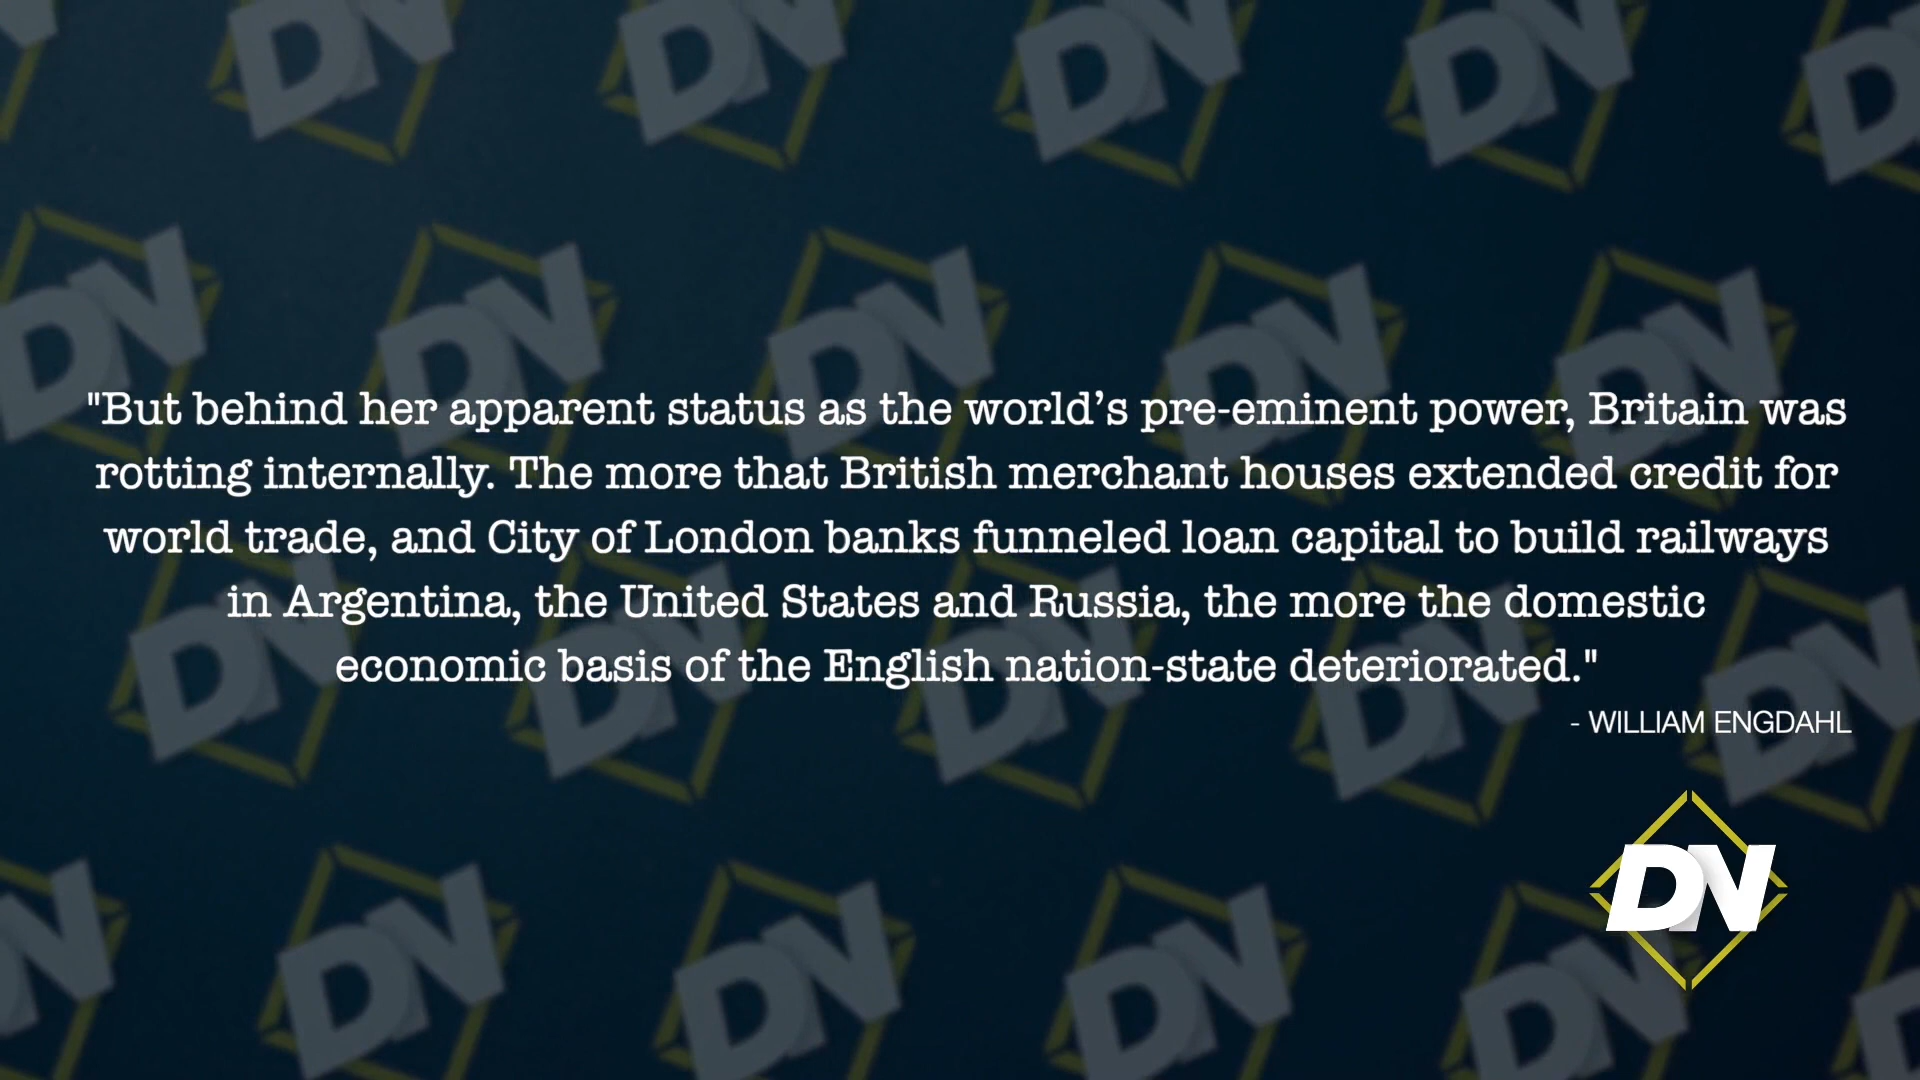 "But behind her apparent status as the world’s pre-eminent power, Britain was
rotting internally. The more that British merchant houses extended credit for
world trade, and City of London banks funneled loan capital to build railways
in Argentina, the United States and Russia, the more the domestic
economic basis of the English nation-state deteriorated."
- WILLIAM ENGDAHL
DN